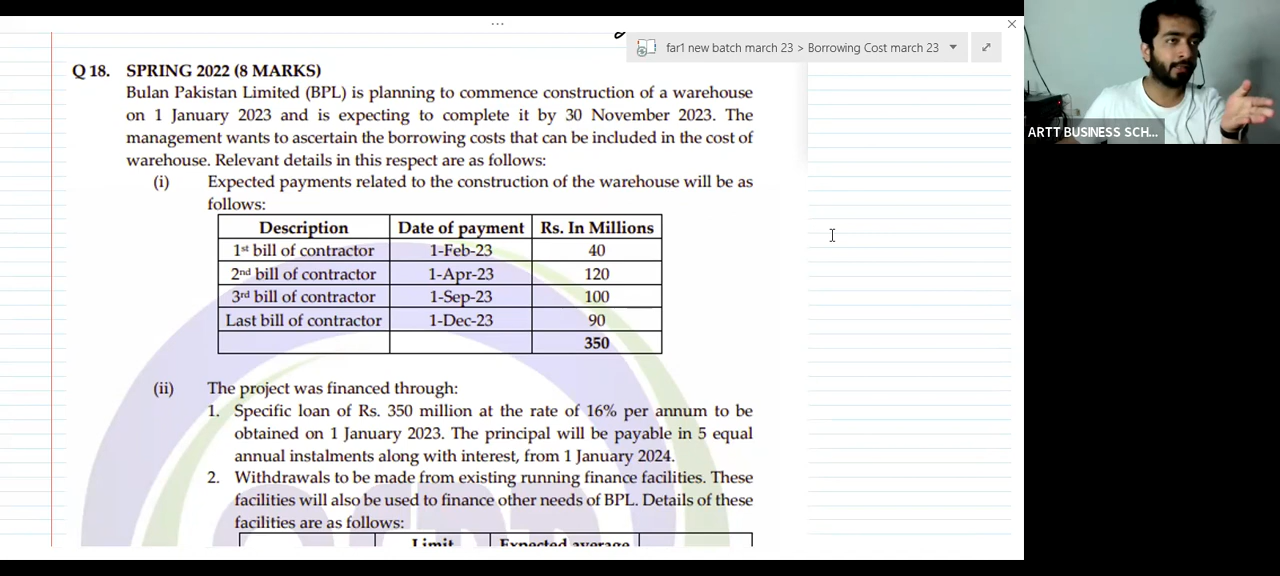 ...
far1 new batch march 23 > Borrowing Cost march 23
ARTT BUSINESS SCH...
Q 18. SPRING 2022 (8 MARKS)
Bulan Pakistan Limited (BPL) is planning to commence construction of a warehouse
on 1 January 2023 and is expecting to complete it by 30 November 2023. The
management wants to ascertain the borrowing costs that can be included in the cost of
warehouse. Relevant details in this respect are as follows:
(i) Expected payments related to the construction of the warehouse will be as
follows:
Description Date of payment Rs. In Millions
1st bill of contractor 1-Feb-23 40
2nd bill of contractor 1-Apr-23 120
3rd bill of contractor 1-Sep-23 100
Last bill of contractor 1-Dec-23 90
350
(ii) The project was financed through:
1. Specific loan of Rs. 350 million at the rate of 16% per annum to be
obtained on 1 January 2023. The principal will be payable in 5 equal
annual instalments along with interest, from 1 January 2024.
2. Withdrawals to be made from existing running finance facilities. These
facilities will also be used to finance other needs of BPL. Details of these
facilities are as follows:
Limit Expected average